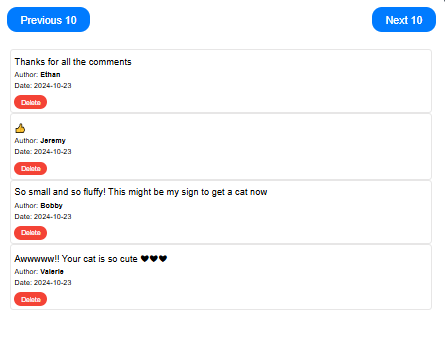 Previous 10
Next 10
Thanks for all the comments
Author: Ethan
Date: 2024-10-23
Delete
👍
Author: Jeremy
Date: 2024-10-23
Delete
So small and so fluffy! This might be my sign to get a cat now
Author: Bobby
Date: 2024-10-23
Delete
Awwwww!! Your cat is so cute ❤❤❤
Author: Valerie
Date: 2024-10-23
Delete